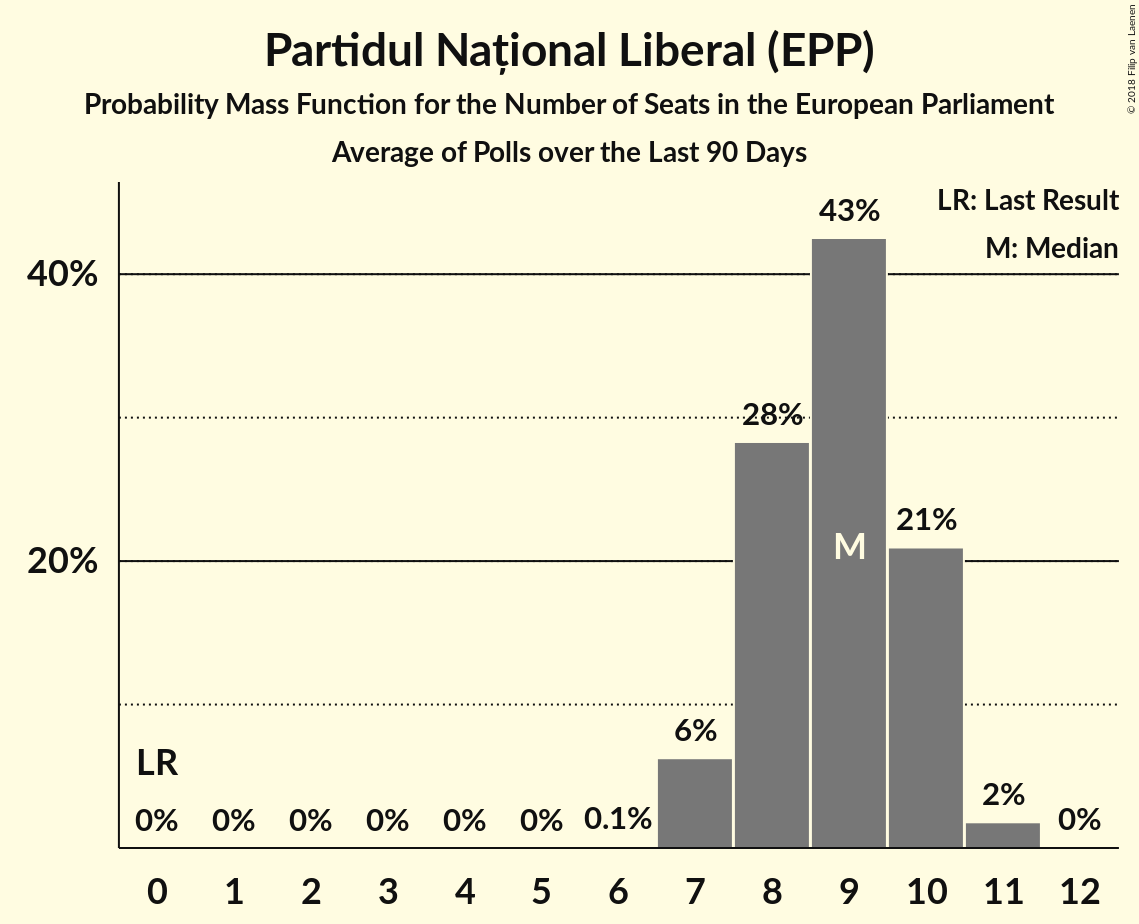 Partidul Național Liberal (EPP)
Probability Mass Function for the Number of Seats in the European Parliament
Average of Polls over the Last 90 Days
© 2018 Filip van Laenen
LR: Last Result
M: Median
43%
40%
28%
21%
M
20%
6%
LR
2%
0% 0% 0% 0% 0% 0% 0.1% 0%
0 1 2 3 4 5 6 7 8 9 10 11 12